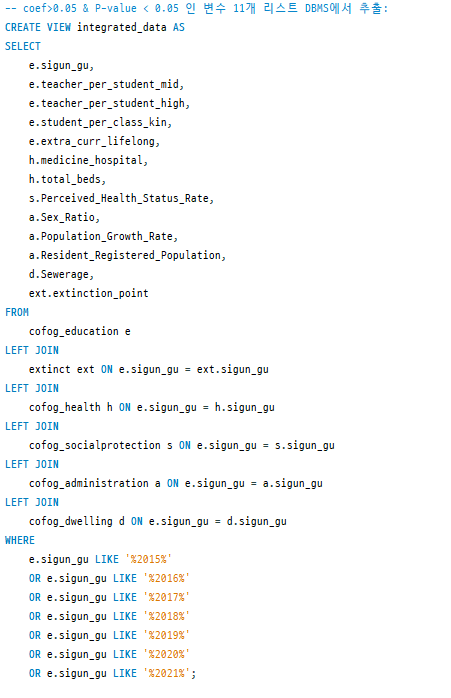 -- coef>0.05 & P-value < 0.05 인 변수 11개 리스트 DBMS에서 추출:
CREATE VIEW integrated_data AS
SELECT
    e.sigun_gu,
    e.teacher_per_student_mid,
    e.teacher_per_student_high,
    e.student_per_class_kin,
    e.extra_curr_lifelong,
    h.medicine_hospital,
    h.total_beds,
    s.Perceived_Health_Status_Rate,
    a.Sex_Ratio,
    a.Population_Growth_Rate,
    a.Resident_Registered_Population,
    d.Sewerage,
    ext.extinction_point
FROM
    cofog_education e
LEFT JOIN
    extinct ext ON e.sigun_gu = ext.sigun_gu
LEFT JOIN
    cofog_health h ON e.sigun_gu = h.sigun_gu
LEFT JOIN
    cofog_socialprotection s ON e.sigun_gu = s.sigun_gu
LEFT JOIN
    cofog_administration a ON e.sigun_gu = a.sigun_gu
LEFT JOIN
    cofog_dwelling d ON e.sigun_gu = d.sigun_gu
WHERE
    e.sigun_gu LIKE '%2015%'
    OR e.sigun_gu LIKE '%2016%'
    OR e.sigun_gu LIKE '%2017%'
    OR e.sigun_gu LIKE '%2018%'
    OR e.sigun_gu LIKE '%2019%'
    OR e.sigun_gu LIKE '%2020%'
    OR e.sigun_gu LIKE '%2021%';